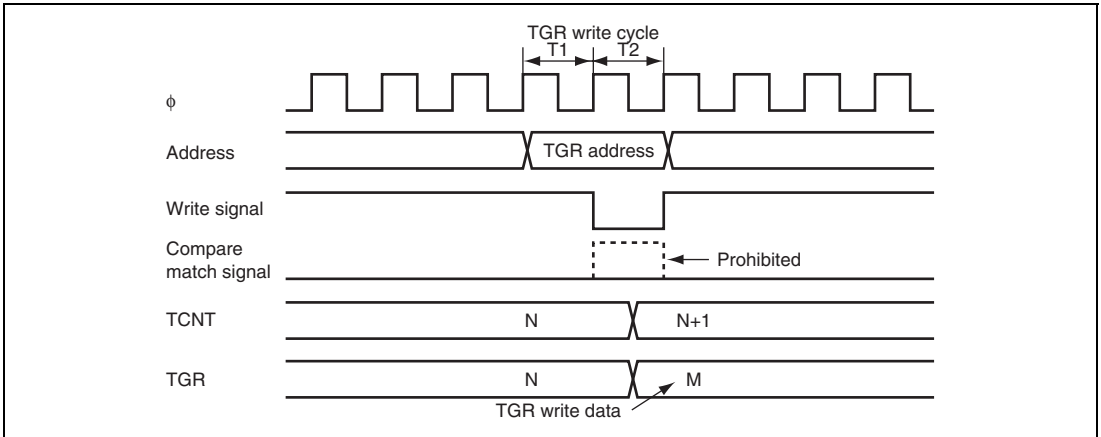 TGR write cycle
T1 T2
φ
Address TGR address
Write signal
Compare
match signal Prohibited
TCNT N N+1
TGR N M
TGR write data